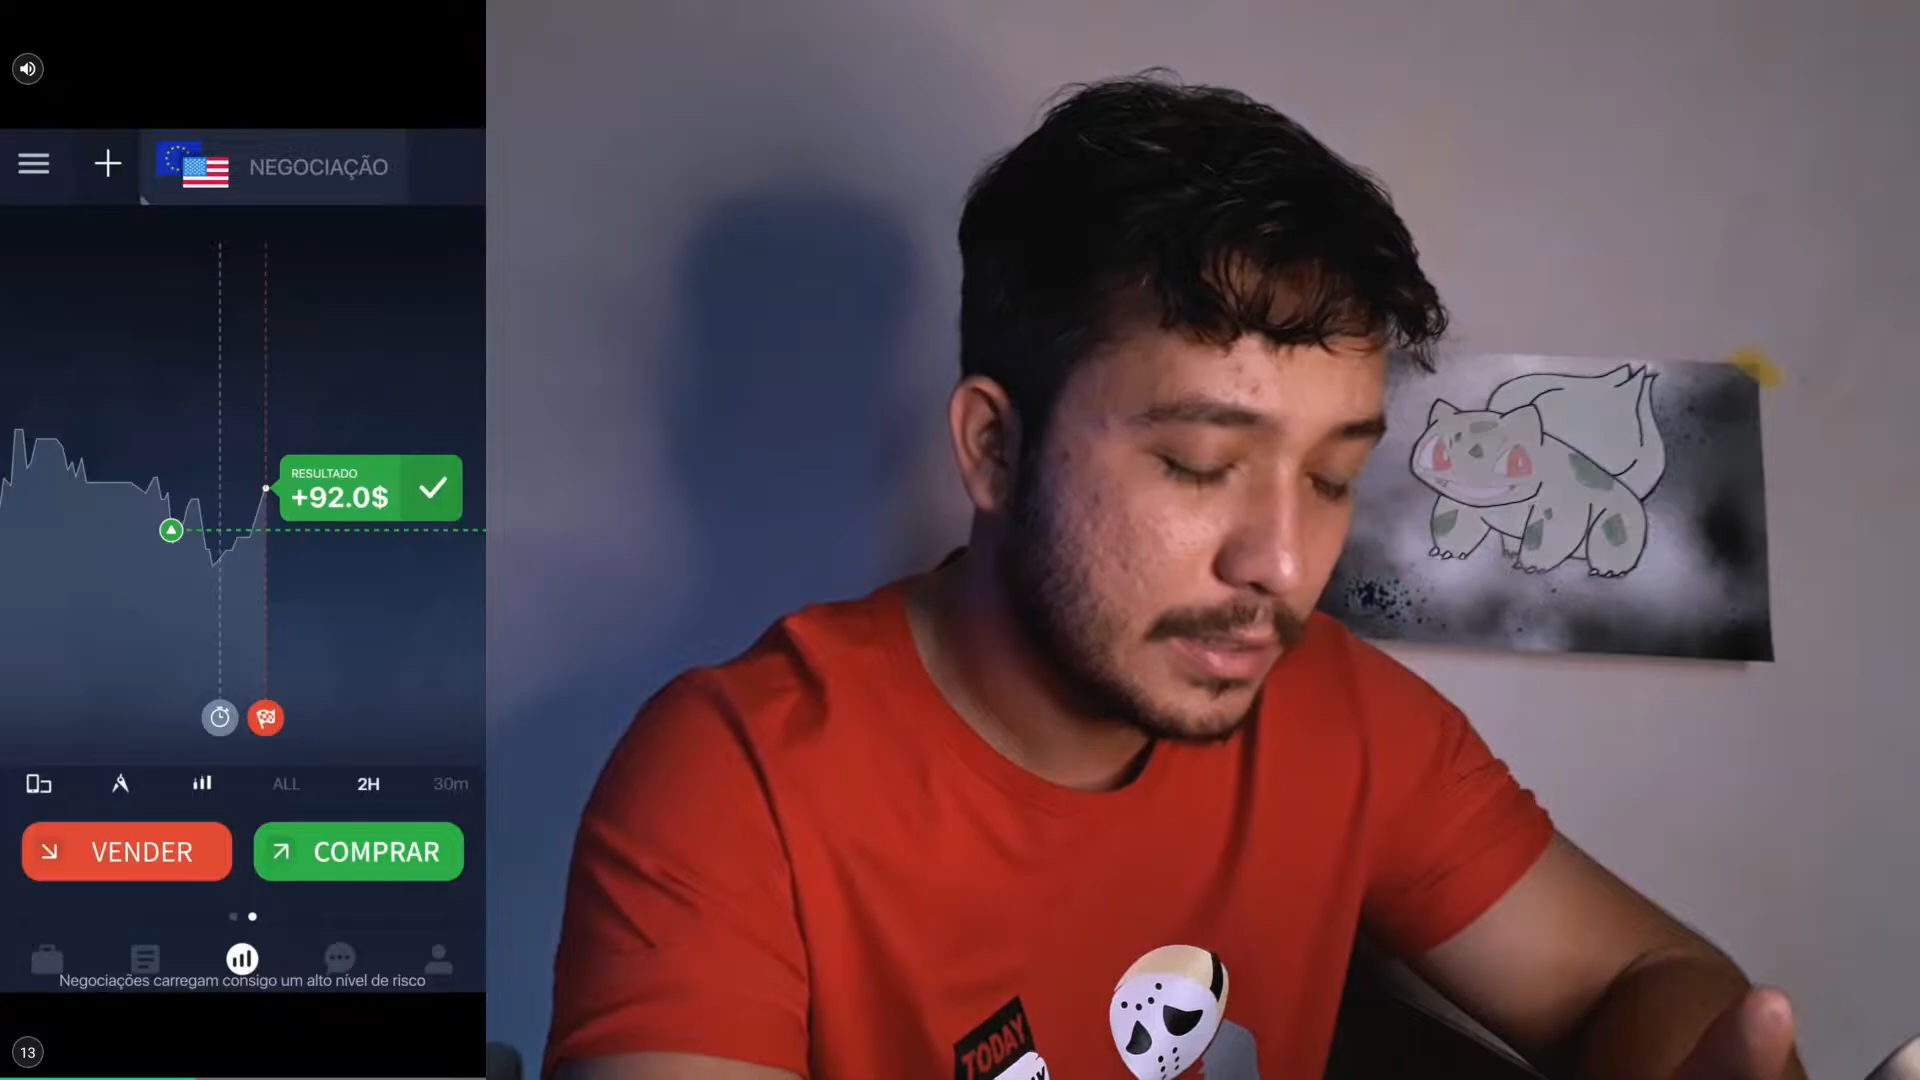 NEGOCIAÇÃO
RESULTADO
+92.0$
ALL 2H 30m
VENDER COMPRAR
Negociações carregam consigo um alto nível de risco
13
TODAY